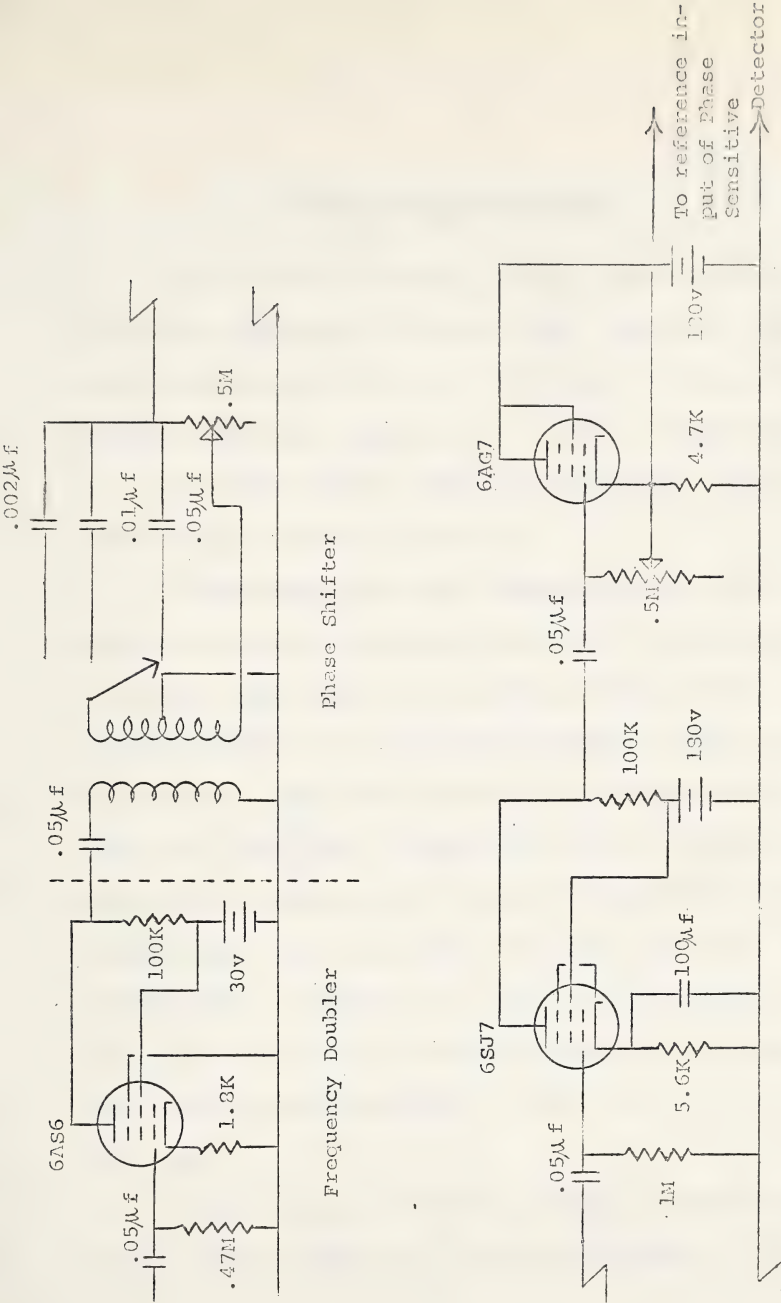 6AS6
.05μf
.47M
1.8K
100K
30v
.05μf
Frequency Doubler
Phase Shifter
.002μf
.01μf
.05μf
.5M
.05μf
.1M
6SJ7
5.6K
100μf
100K
180v
.05μf
.5M
6AG7
4.7K
To reference in-
put of Phase
Sensitive
Detector